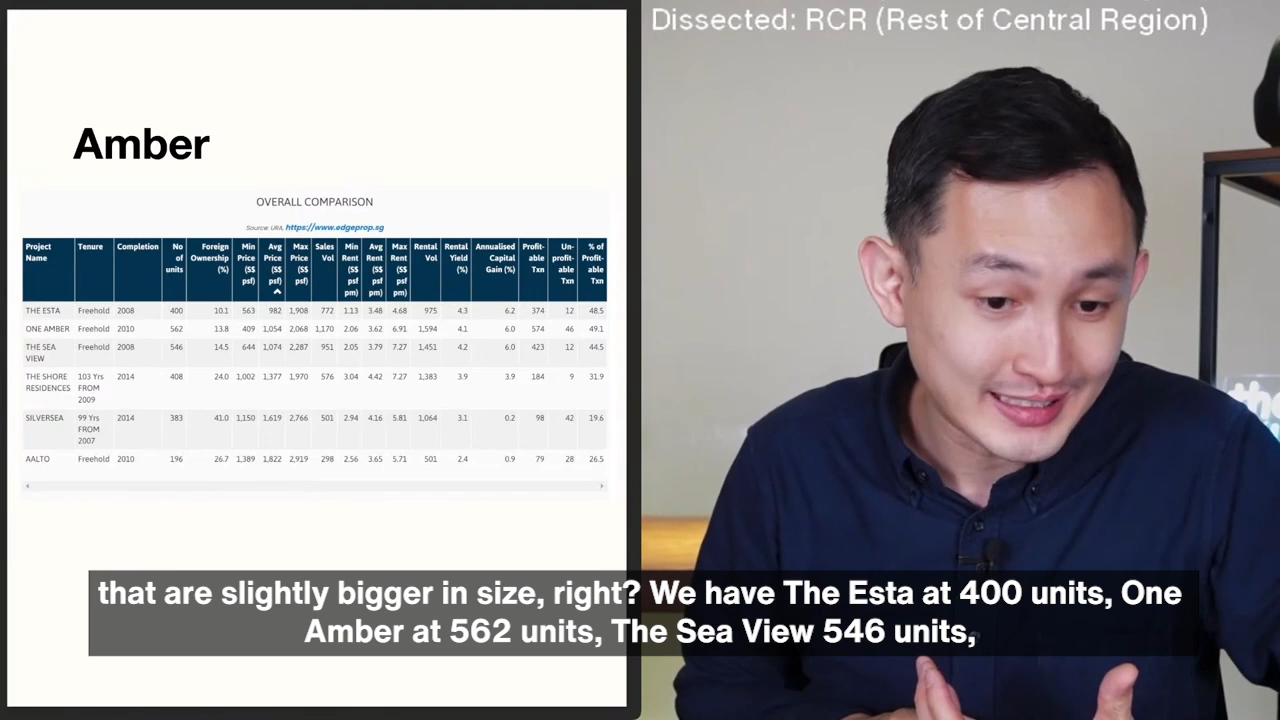 Dissected: RCR (Rest of Central Region)
Amber
OVERALL COMPARISON
Source: URA, https://www.edgeprop.sg
Project Name Tenure Completion No of units Foreign Ownership (%) Min Price (S$ psf) Avg Price (S$ psf) Max Price (S$ psf) Sales Vol Min Rent (S$ psf pm) Avg Rent (S$ psf pm) Max Rent (S$ psf pm) Rental Vol Rental Yield (%) Annualised Capital Gain (%) Profit-able Txn Un-profit-able Txn % of Profit-able Txn
THE ESTA Freehold 2008 400 10.1 563 982 1,908 772 1.13 3.48 4.68 975 4.3 6.2 374 12 48.5
ONE AMBER Freehold 2010 562 13.8 409 1,054 2,068 1,170 2.06 3.62 6.91 1,594 4.1 6.0 574 46 49.1
THE SEA VIEW Freehold 2008 546 14.5 644 1,074 2,287 951 2.05 3.79 7.27 1,451 4.2 6.0 423 12 44.5
THE SHORE RESIDENCES 103 Yrs FROM 2009 2014 408 24.0 1,002 1,377 1,970 576 3.04 4.42 7.27 1,383 3.9 3.9 184 9 31.9
SILVERSEA 99 Yrs FROM 2007 2014 383 41.0 1,150 1,619 2,766 501 2.94 4.16 5.81 1,064 3.1 0.2 98 42 19.6
AALTO Freehold 2010 196 26.7 1,389 1,822 2,919 298 2.56 3.65 5.71 501 2.4 0.9 79 28 26.5
that are slightly bigger in size, right? We have The Esta at 400 units, One
Amber at 562 units, The Sea View 546 units,